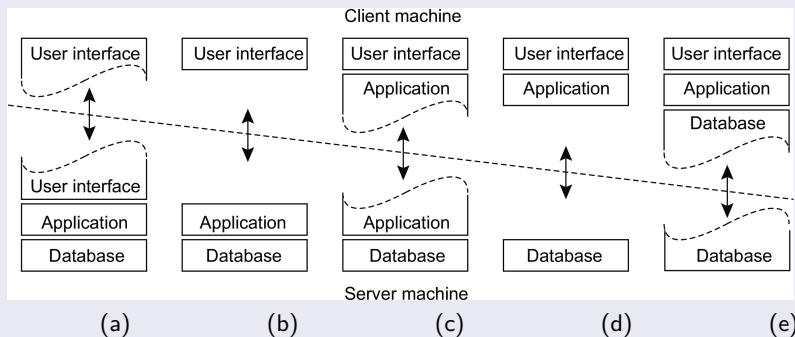 Client machine
User interface User interface User interface User interface User interface
Application Application Application
Database
User interface
Application Application Application
Database Database Database Database Database
Server machine
(a) (b) (c) (d) (e)